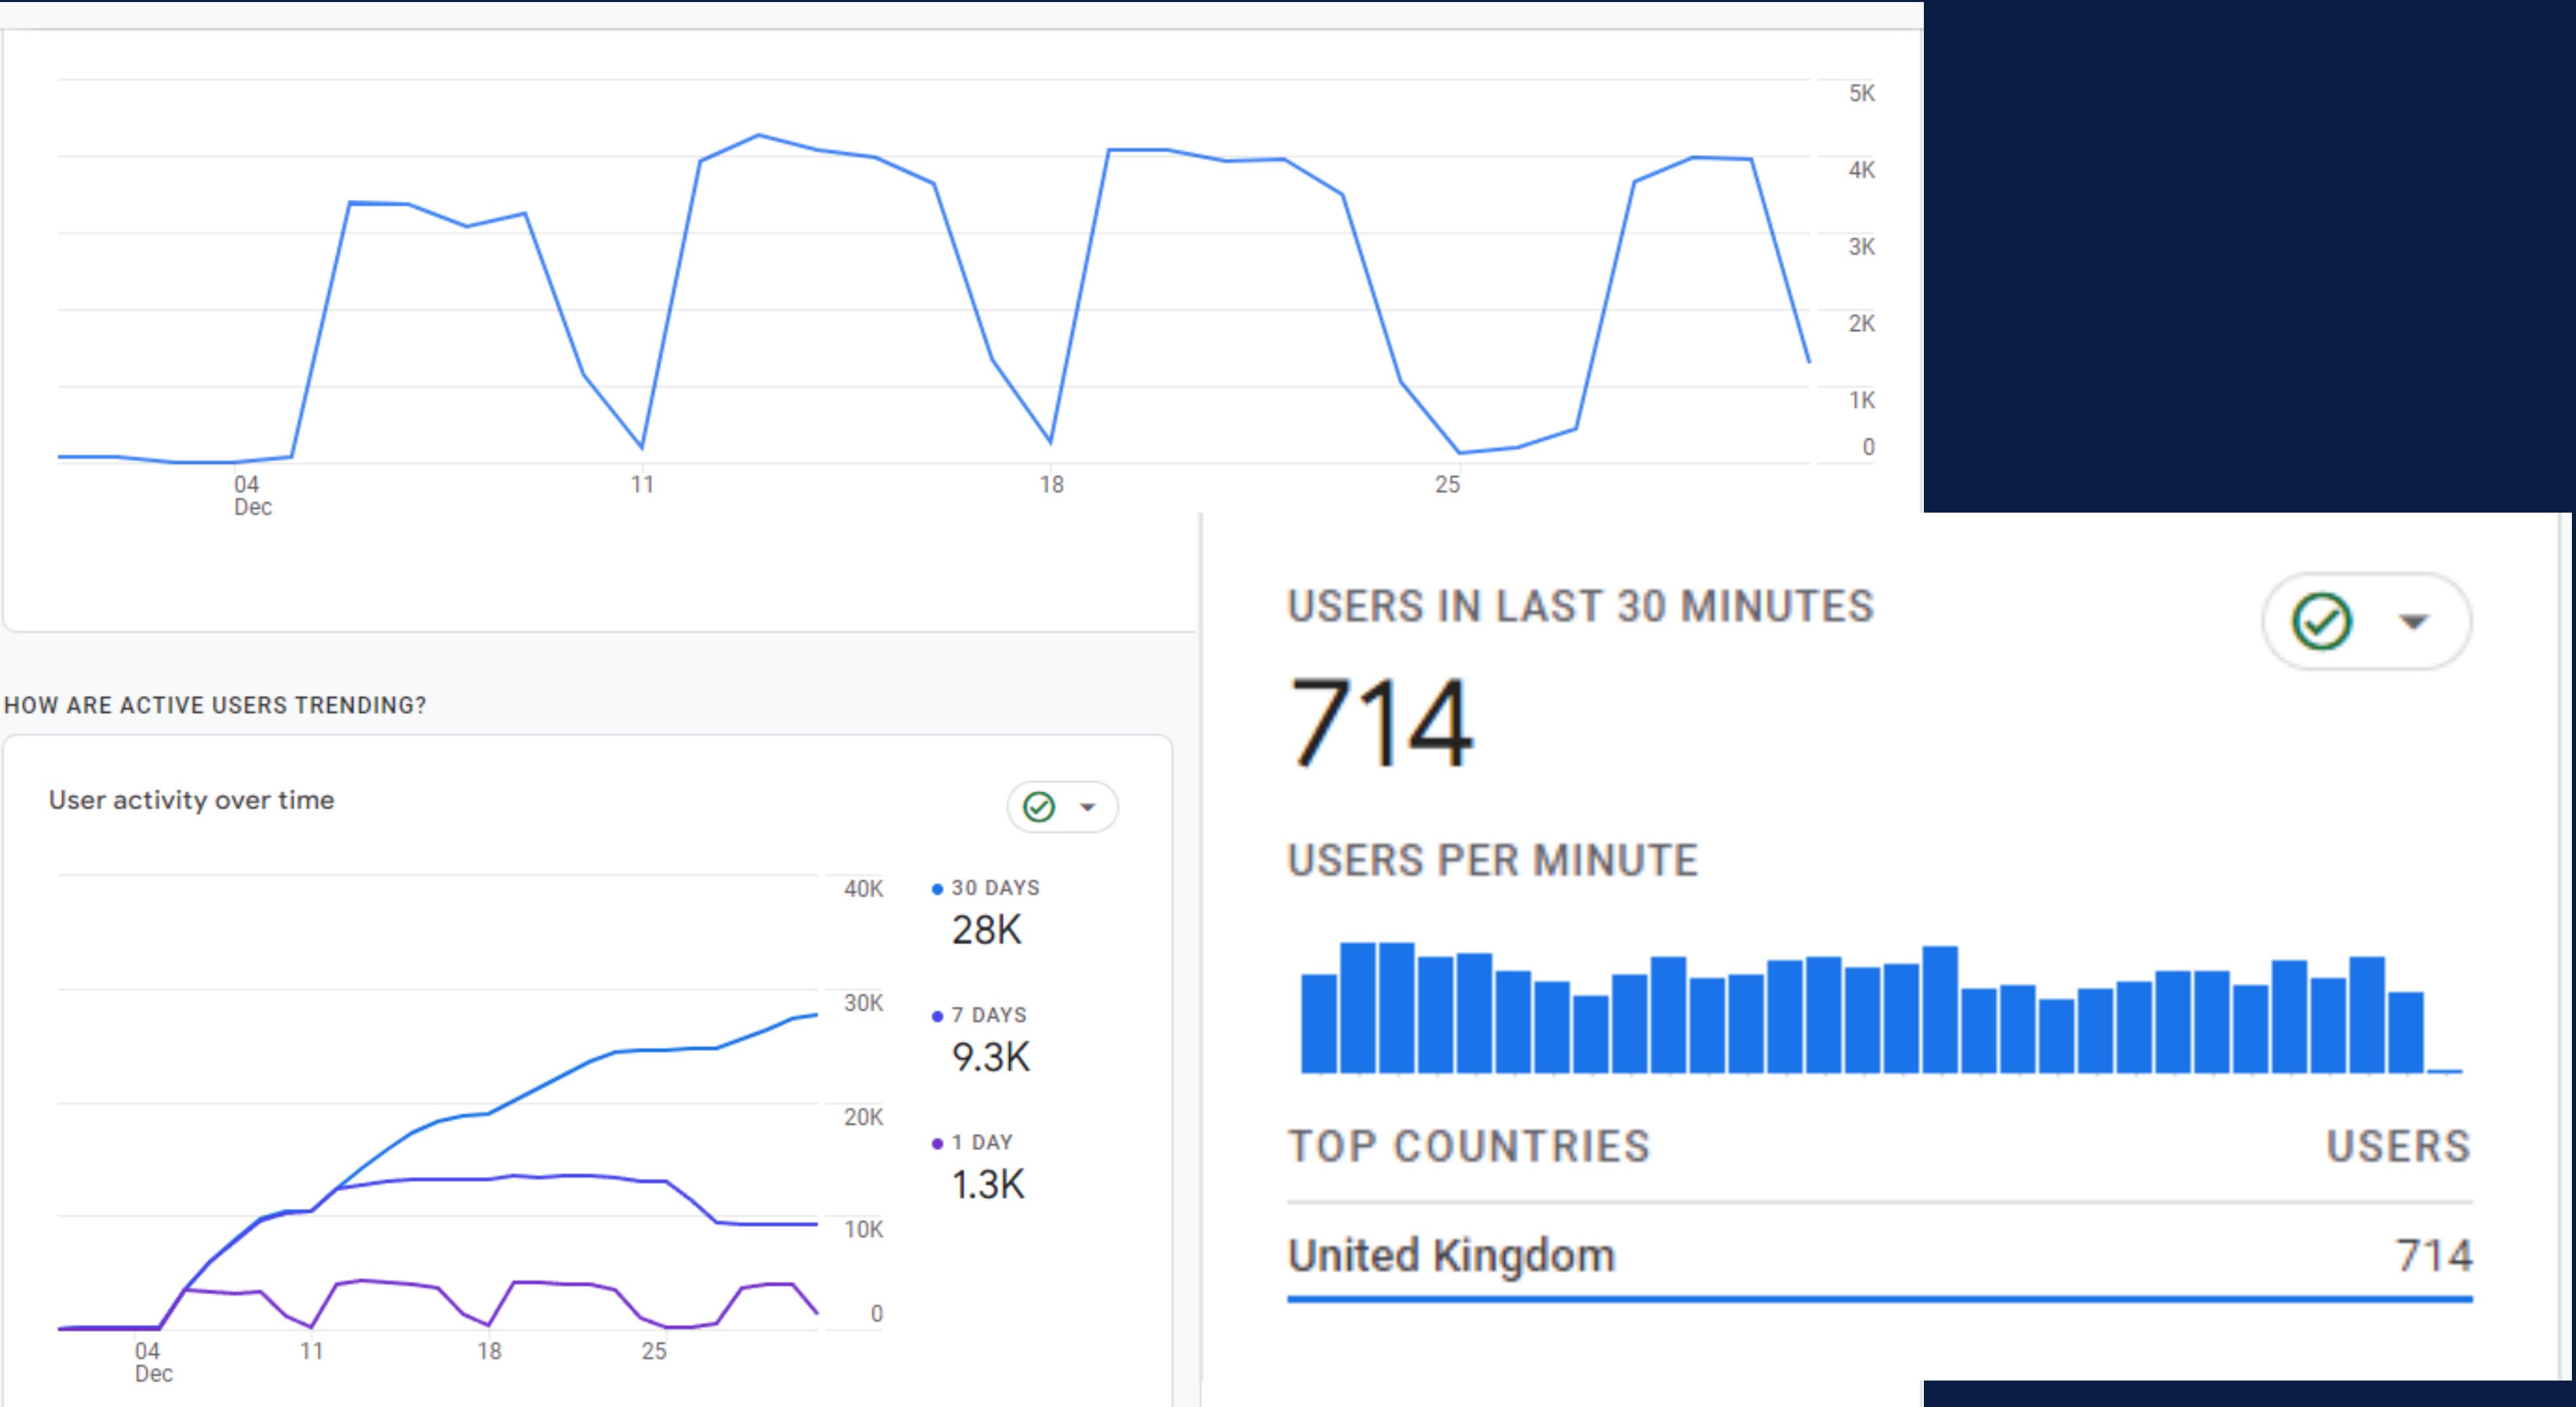 5K
4K
3K
2K
1K
0
04 11 18 25
Dec
HOW ARE ACTIVE USERS TRENDING?
User activity over time
40K
30K
20K
10K
0
04 11 18 25
Dec
30 DAYS
28K
7 DAYS
9.3K
1 DAY
1.3K
USERS IN LAST 30 MINUTES
714
USERS PER MINUTE
TOP COUNTRIES USERS
United Kingdom 714